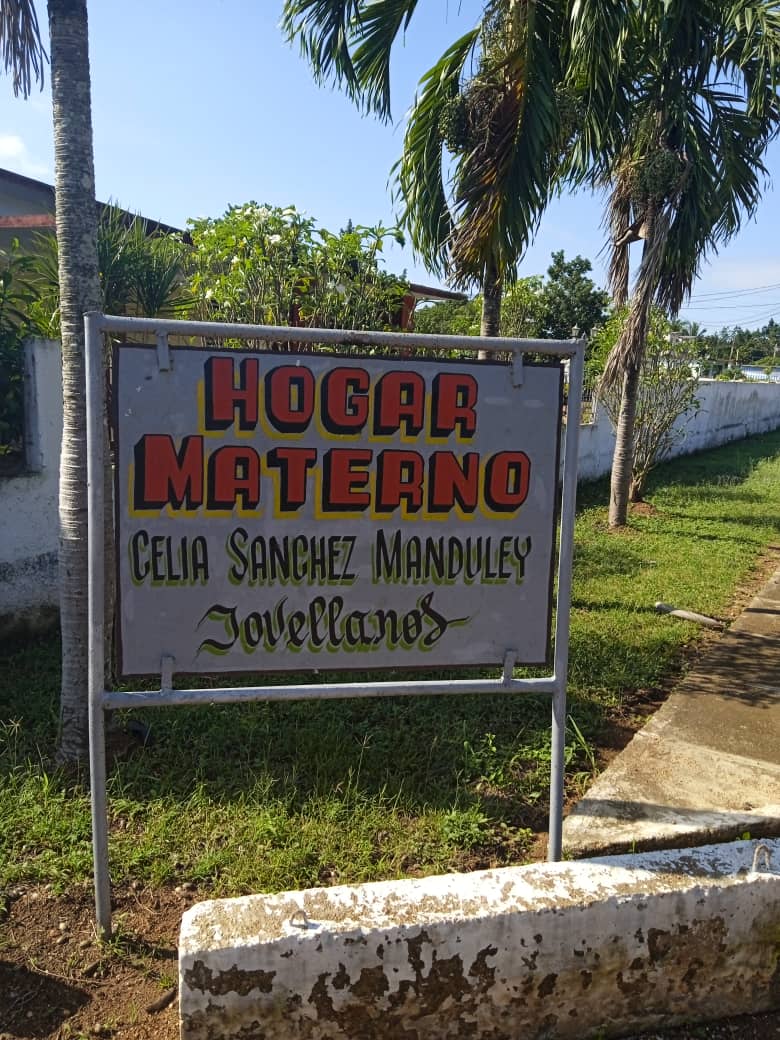 HOGAR
MATERNO
CELIA SANCHEZ MANDULEY
Jovellanos